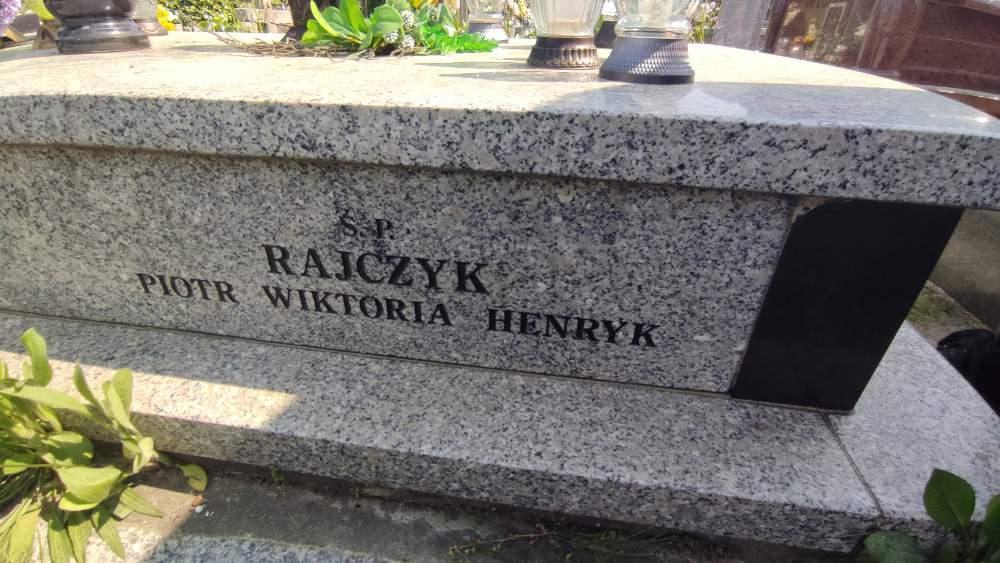 Ś. P.
RAJCZYK
PIOTR WIKTORIA HENRYK